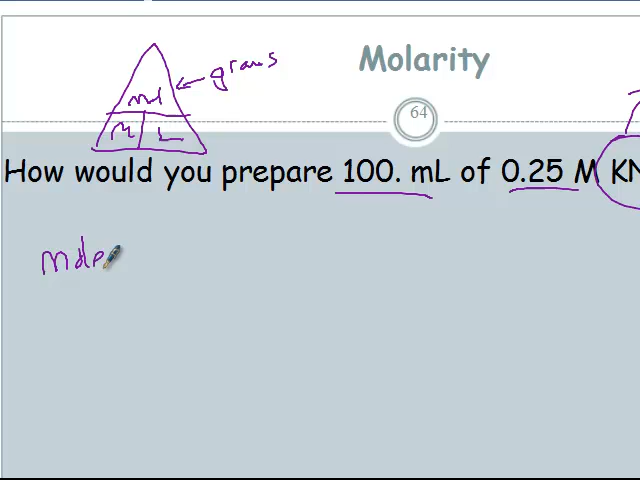 Molarity
grams
mol
64
M L
How would you prepare 100. mL of 0.25 M KN
mole